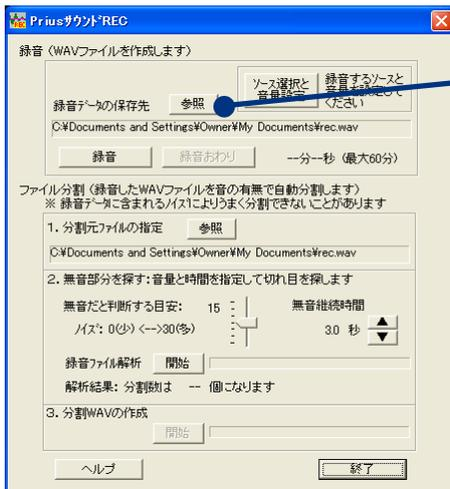 PriusサウンドREC
録音 (WAVファイルを作成します)
ソース選択と 録音するソースと
音量設定 音量を設定して
録音データの保存先 参照 ください
C:¥Documents and Settings¥Owner¥My Documents¥rec.wav
録音 録音おわり --分--秒 (最大60分)
ファイル分割 (録音したWAVファイルを音の有無で自動分割します)
※ 録音データに含まれるノイズによりうまく分割できないことがあります
1. 分割元ファイルの指定 参照
C:¥Documents and Settings¥Owner¥My Documents¥rec.wav
2. 無音部分を探す:音量と時間を指定して切れ目を探します
無音だと判断する目安: 15 無音継続時間
ノイズ: 0(少) <-->30(多) 3.0 秒
録音ファイル解析 開始
解析結果: 分割数は -- 個になります
3. 分割WAVの作成
開始
ヘルプ 終了